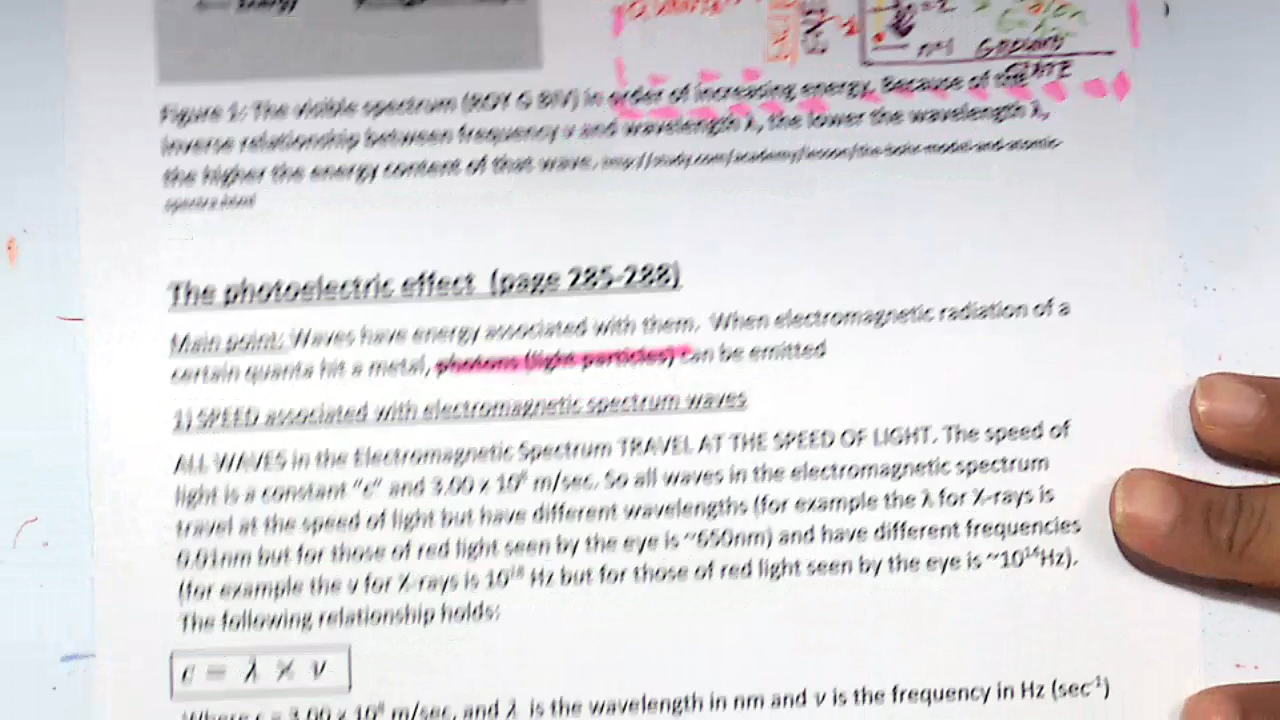 Energy
n=1 GROUND
STATE
Figure 1: The visible spectrum (ROY G BIV) in order of increasing energy. Because of the
inverse relationship between frequency ν and wavelength λ, the lower the wavelength λ,
the higher the energy content of that wave.
spectra.html
The photoelectric effect (page 285-288)
Main point: Waves have energy associated with them. When electromagnetic radiation of a
certain quanta hit a metal, photons (light particles) can be emitted
1) SPEED associated with electromagnetic spectrum waves
ALL WAVES in the Electromagnetic Spectrum TRAVEL AT THE SPEED OF LIGHT. The speed of
light is a constant "c" and 3.00 x 10⁸ m/sec. So all waves in the electromagnetic spectrum
travel at the speed of light but have different wavelengths (for example the λ for X-rays is
0.01nm but for those of red light seen by the eye is ~650nm) and have different frequencies
(for example the ν for X-rays is 10¹⁸ Hz but for those of red light seen by the eye is ~10¹⁴Hz).
The following relationship holds:
c = λ × ν
Where c = 3.00 x 10⁸ m/sec, and λ is the wavelength in nm and ν is the frequency in Hz (sec⁻¹)